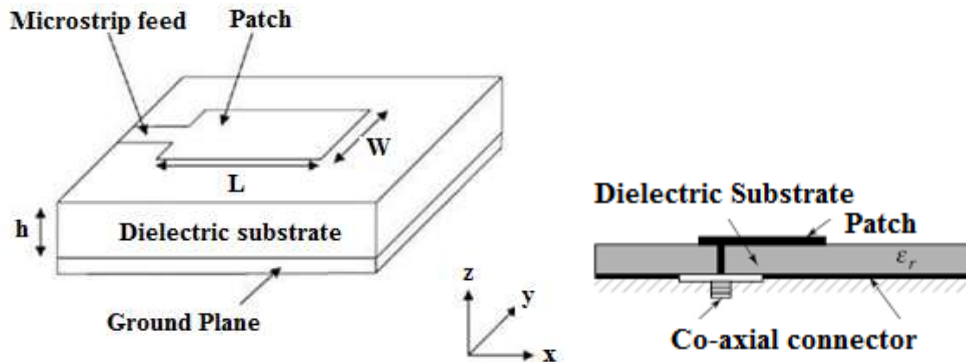 Microstrip feed
Patch
W
L
h
Dielectric substrate
Ground Plane
z
y
x
Dielectric Substrate
Patch
εr
Co-axial connector